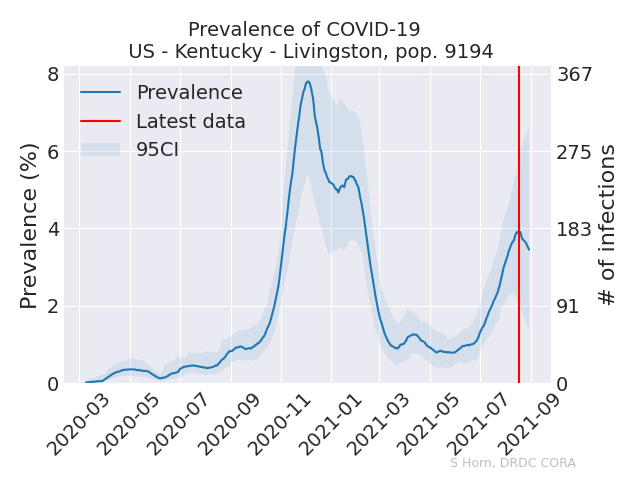 Prevalence of COVID-19
US - Kentucky - Livingston, pop. 9194
Prevalence
Latest data
95CI
Prevalence (%)
8
6
4
2
0
367
275
183
91
0
# of infections
2020-03
2020-05
2020-07
2020-09
2020-11
2021-01
2021-03
2021-05
2021-07
2021-09
S Horn, DRDC CORA